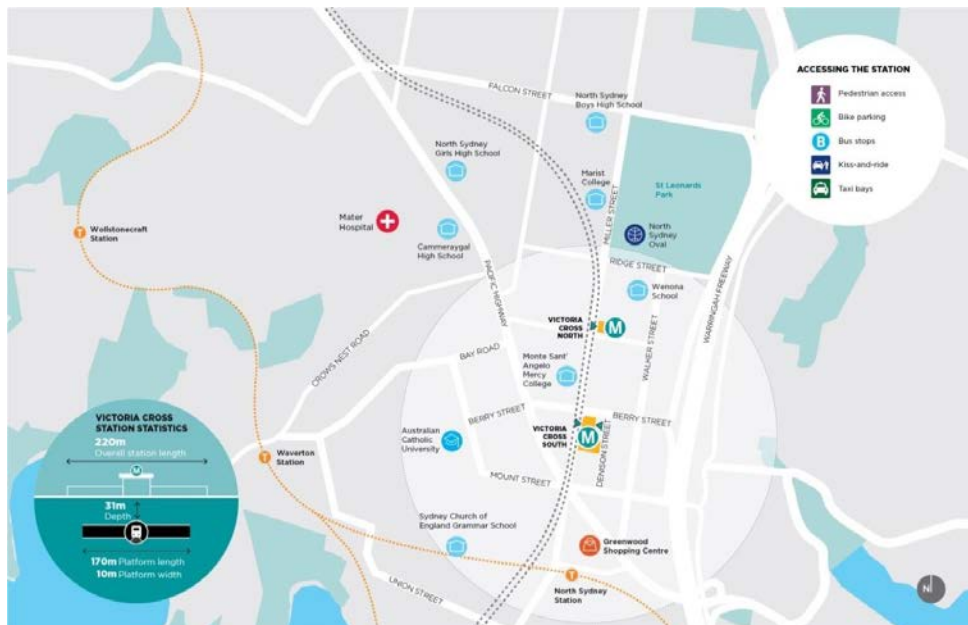 FALCON STREET
North Sydney
Boys High School
ACCESSING THE STATION
Pedestrian access
Bike parking
B
Bus stops
Kiss-and-ride
Taxi bays
North Sydney
Girls High School
Marist
College
St Leonards
Park
MILLER STREET
Mater
Hospital
Cammeraygal
High School
North
Sydney
Oval
T
Wollstonecraft
Station
RIDGE STREET
PACIFIC HIGHWAY
WARRINGAH FREEWAY
Wenona
School
VICTORIA
CROSS
NORTH
M
WALKER STREET
CROWS NEST ROAD
BAY ROAD
Monte Sant'
Angelo
Mercy
College
BERRY STREET
BERRY STREET
VICTORIA
CROSS
SOUTH
M
DENISON STREET
Australian
Catholic
University
T
Waverton
Station
MOUNT STREET
VICTORIA CROSS
STATION STATISTICS
220m
Overall station length
M
31m
Depth
170m Platform length
10m Platform width
Sydney Church of
England Grammar School
Greenwood
Shopping Centre
T
North Sydney
Station
UNION STREET
N